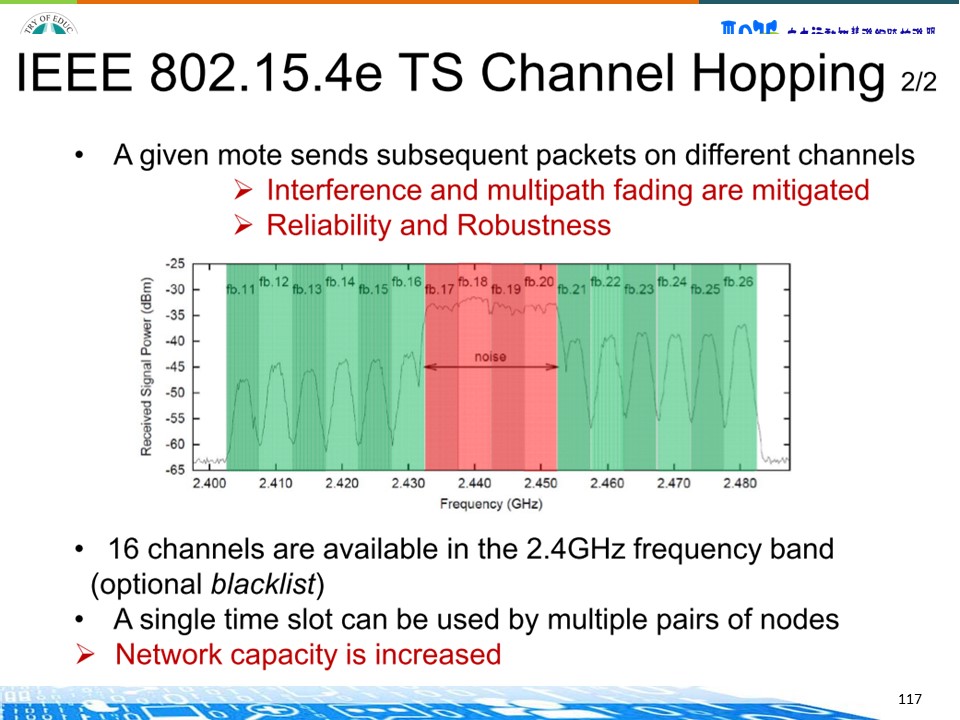 TRY OF EDUC
IEEE 802.15.4e TS Channel Hopping 2/2
• A given mote sends subsequent packets on different channels
➢ Interference and multipath fading are mitigated
➢ Reliability and Robustness
-25
-30
-35
-40
-45
-50
-55
-60
-65
Received Signal Power (dBm)
fb.11 fb.12 fb.13 fb.14 fb.15 fb.16 fb.17 fb.18 fb.19 fb.20 fb.21 fb.22 fb.23 fb.24 fb.25 fb.26
noise
2.400 2.410 2.420 2.430 2.440 2.450 2.460 2.470 2.480
Frequency (GHz)
• 16 channels are available in the 2.4GHz frequency band
(optional blacklist)
• A single time slot can be used by multiple pairs of nodes
➢ Network capacity is increased
117